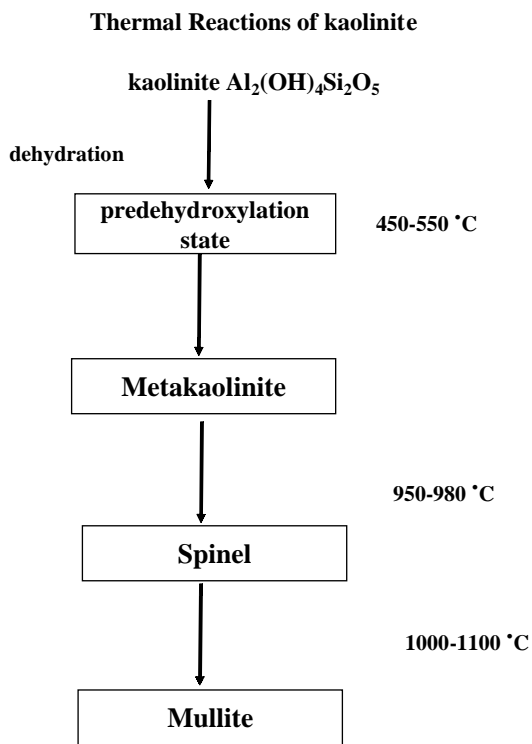 Thermal Reactions of kaolinite
kaolinite Al₂(OH)₄Si₂O₅
dehydration
predehydroxylation
state
450-550 ˚C
Metakaolinite
950-980 ˚C
Spinel
1000-1100 ˚C
Mullite